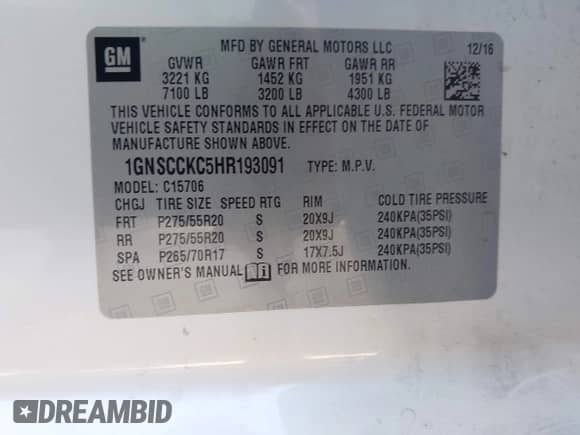 GM
MFD BY GENERAL MOTORS LLC 12/16
GVWR GAWR FRT GAWR RR
3221 KG 1452 KG 1951 KG
7100 LB 3200 LB 4300 LB
THIS VEHICLE CONFORMS TO ALL APPLICABLE U.S. FEDERAL MOTOR
VEHICLE SAFETY STANDARDS IN EFFECT ON THE DATE OF
MANUFACTURE SHOWN ABOVE.
1GNSCCKC5HR193091 TYPE: M.P.V.
MODEL: C15706
CHGJ TIRE SIZE SPEED RTG RIM COLD TIRE PRESSURE
FRT P275/55R20 S 20X9J 240KPA(35PSI)
RR P275/55R20 S 20X9J 240KPA(35PSI)
SPA P265/70R17 S 17X7.5J 240KPA(35PSI)
SEE OWNER'S MANUAL FOR MORE INFORMATION.
DREAMBID